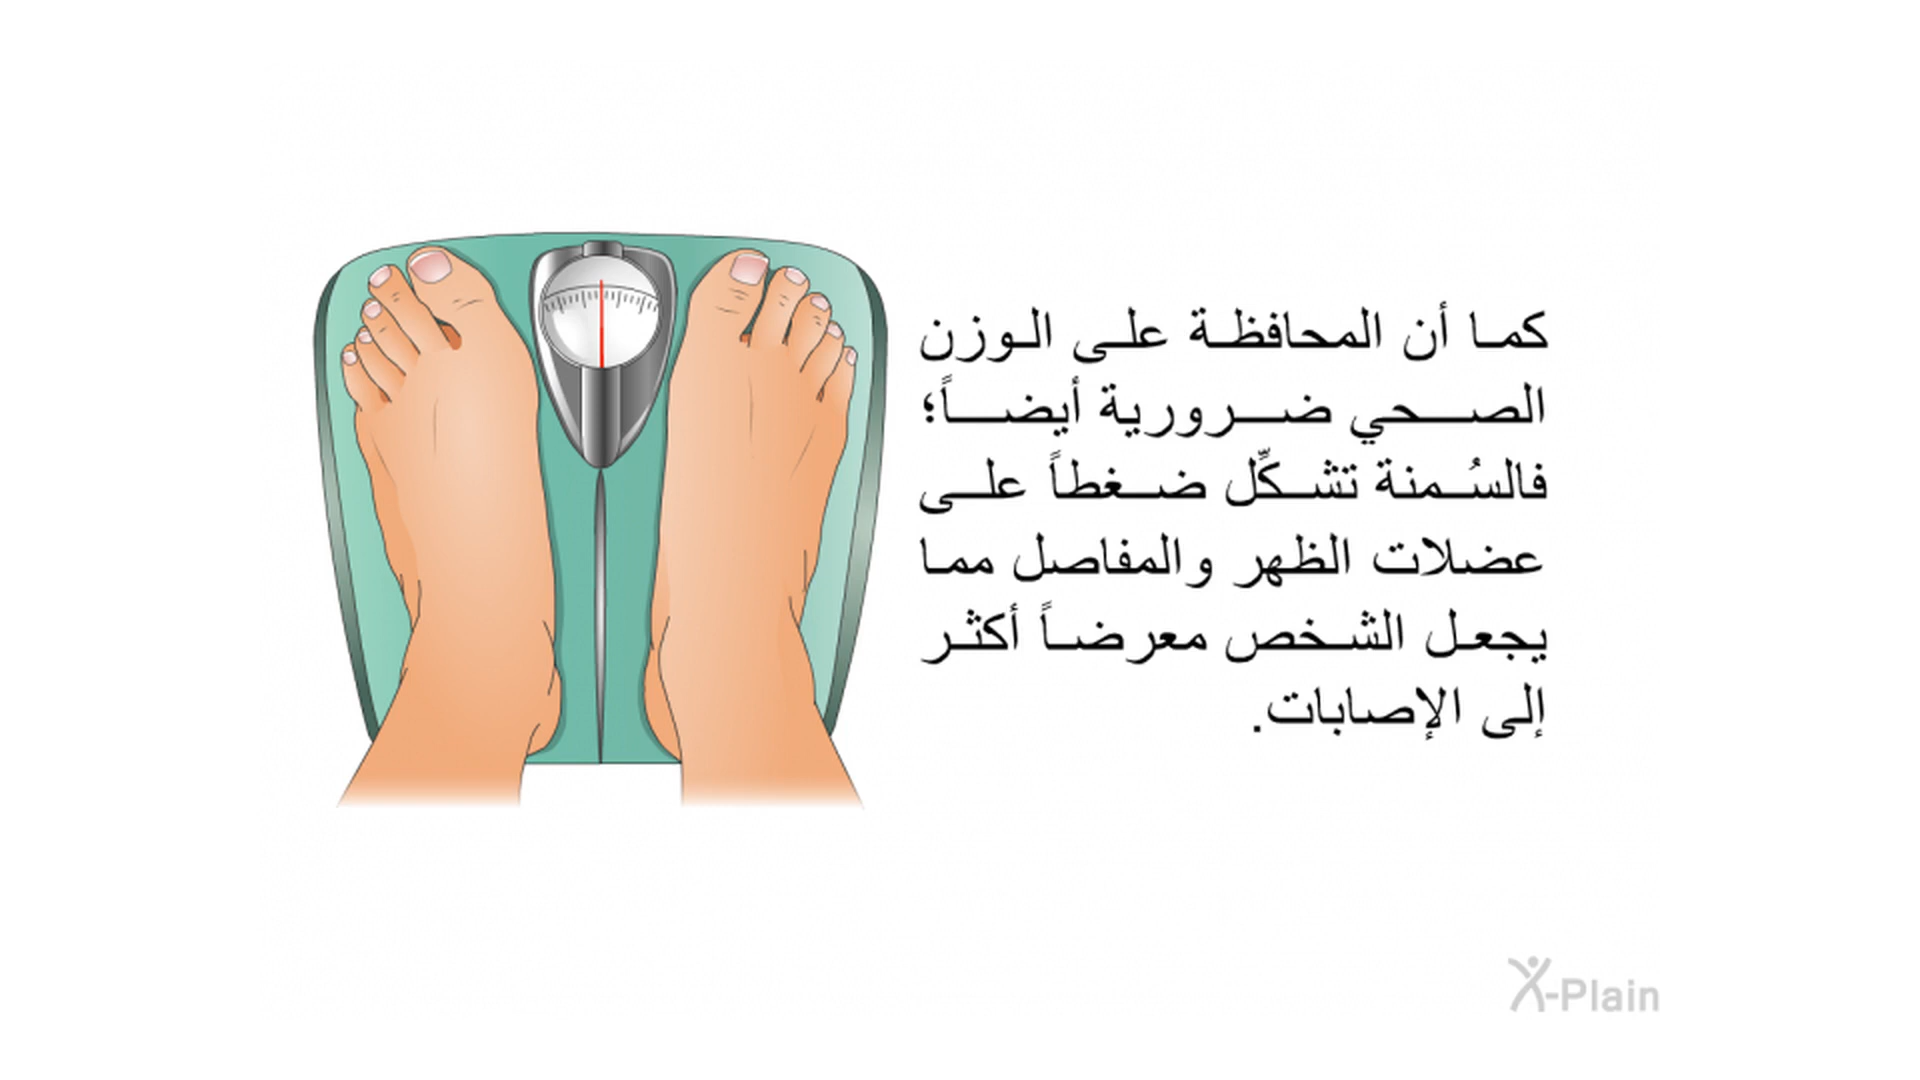 كما أن المحافظة على الوزن
الصحي ضرورية أيضاً؛
فالسُمنة تشكِّل ضغطاً على
عضلات الظهر والمفاصل مما
يجعل الشخص معرضاً أكثر
إلى الإصابات.
X-Plain